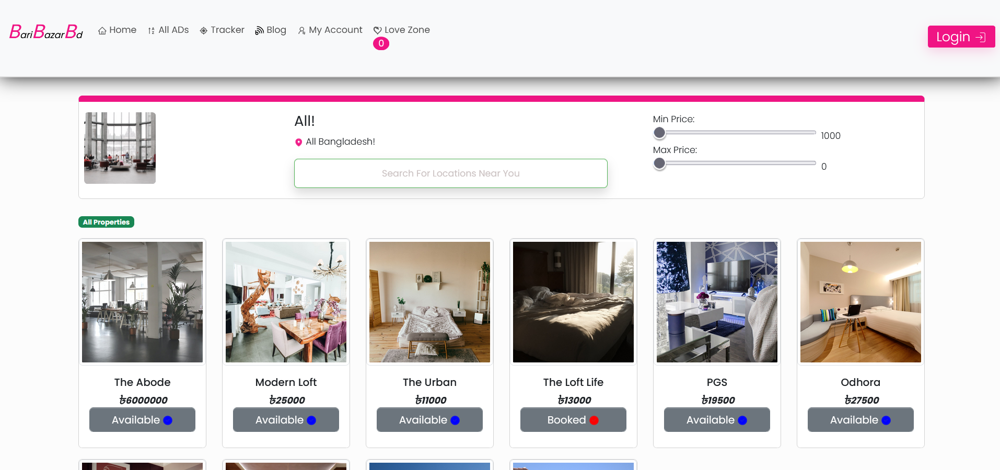 BariBazarBd
Home
All ADs
Tracker
Blog
My Account
Love Zone
0
Login
All!
All Bangladesh!
Search For Locations Near You
Min Price:
1000
Max Price:
0
All Properties
The Abode
৳6000000
Available
Modern Loft
৳25000
Available
The Urban
৳11000
Available
The Loft Life
৳13000
Booked
PGS
৳19500
Available
Odhora
৳27500
Available